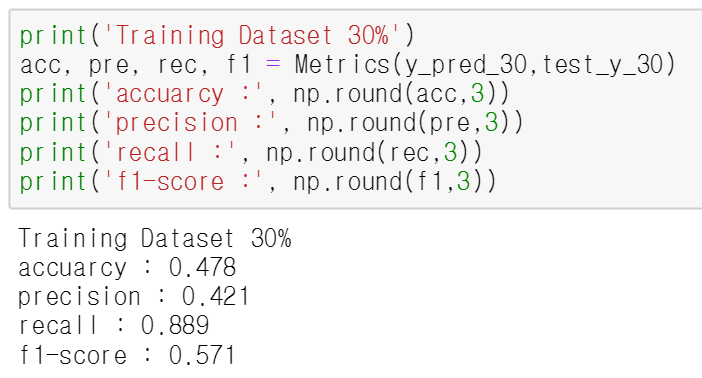 print('Training Dataset 30%')
acc, pre, rec, f1 = Metrics(y_pred_30,test_y_30)
print('accuarcy :', np.round(acc,3))
print('precision :', np.round(pre,3))
print('recall :', np.round(rec,3))
print('f1-score :', np.round(f1,3))
Training Dataset 30%
accuarcy : 0.478
precision : 0.421
recall : 0.889
f1-score : 0.571